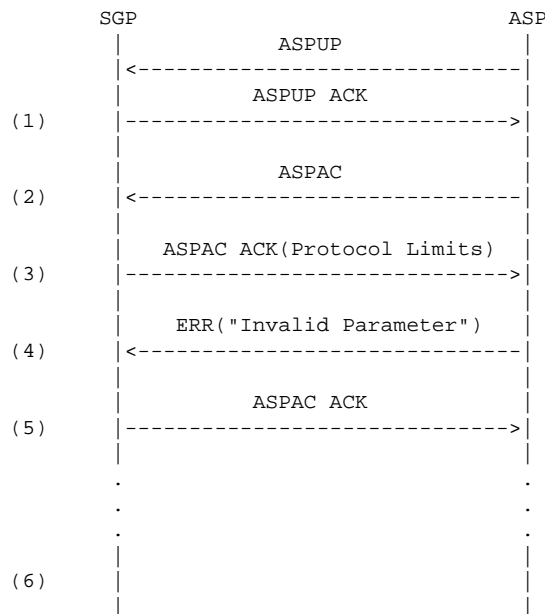 SGP ASP
ASPUP
ASPUP ACK
(1)
ASPAC
(2)
ASPAC ACK(Protocol Limits)
(3)
ERR("Invalid Parameter")
(4)
ASPAC ACK
(5)
(6)